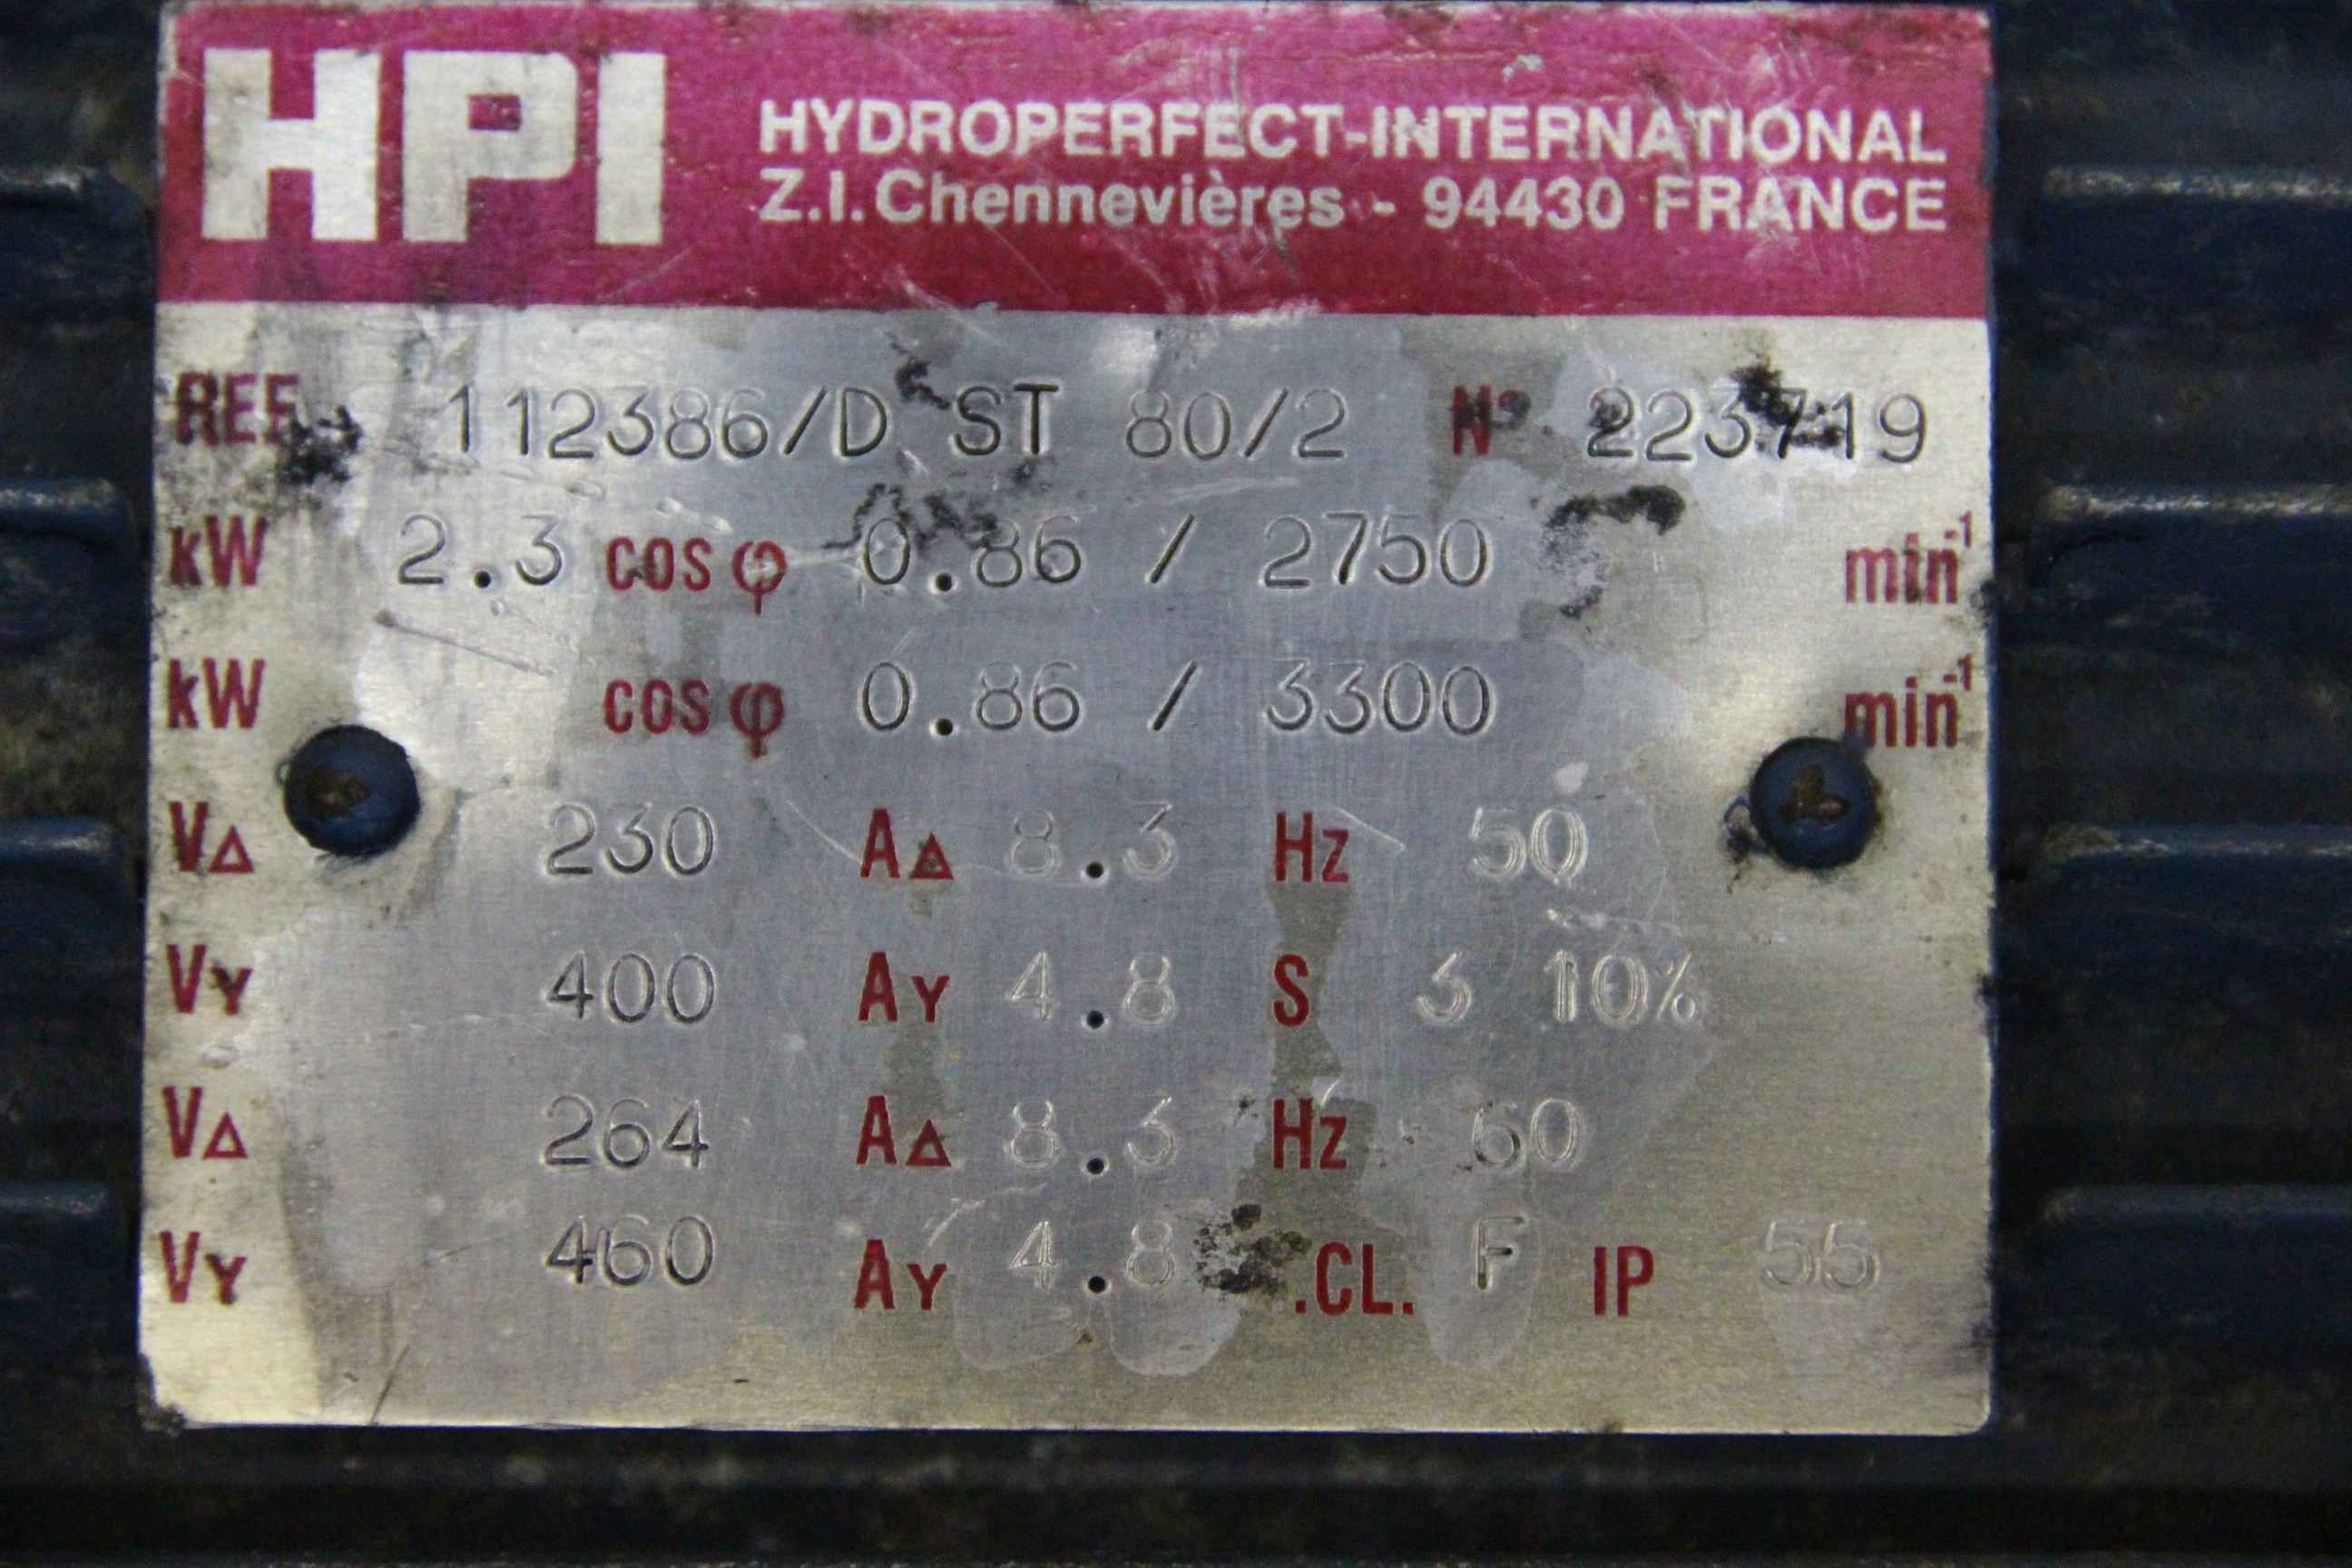 HPI
HYDROPERFECT-INTERNATIONAL
Z.I. Chennevières - 94430 FRANCE
REF. 112386/D ST 80/2 N° 223719
kW 2.3 cos φ 0.86 / 2750 min⁻¹
kW cos φ 0.86 / 3300 min⁻¹
VΔ 230 AΔ 8.3 Hz 50
VY 400 AY 4.8 S 3 10%
VΔ 264 AΔ 8.3 Hz 60
VY 460 AY 4.8 .CL. F IP 55